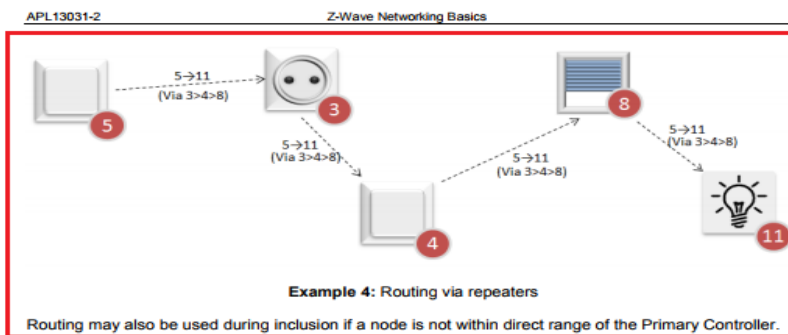 APL13031-2 Z-Wave Networking Basics
5→11
(Via 3>4>8)
5
3
8
5→11
(Via 3>4>8)
5→11
(Via 3>4>8)
5→11
(Via 3>4>8)
4
11
Example 4: Routing via repeaters
Routing may also be used during inclusion if a node is not within direct range of the Primary Controller.